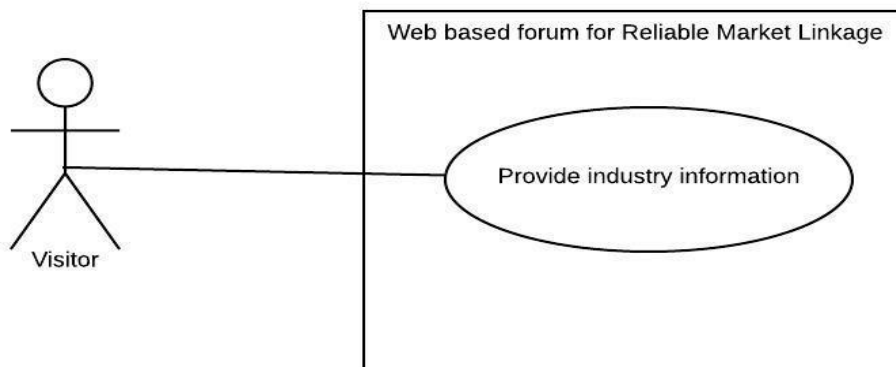 Web based forum for Reliable Market Linkage
Provide industry information
Visitor